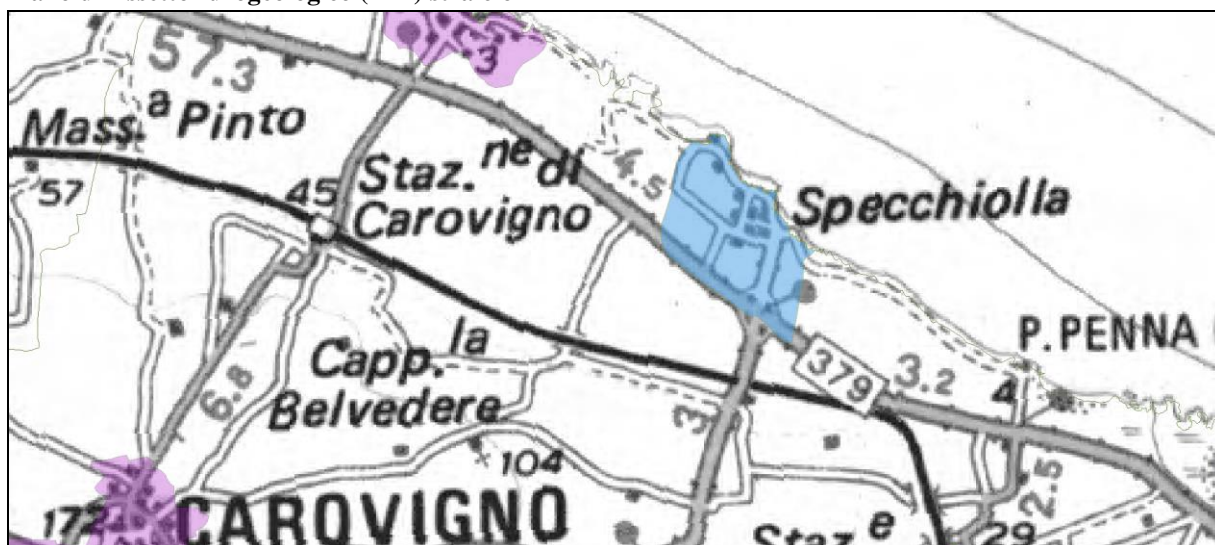 57.3
3
Mass.ª Pinto
57
45
Staz.ne di
Carovigno
4.5
Specchiolla
P. PENNA
379
3.2
4
Capp.la
Belvedere
6.8
3
104
2.5
172
CAROVIGNO
Staz.e
29